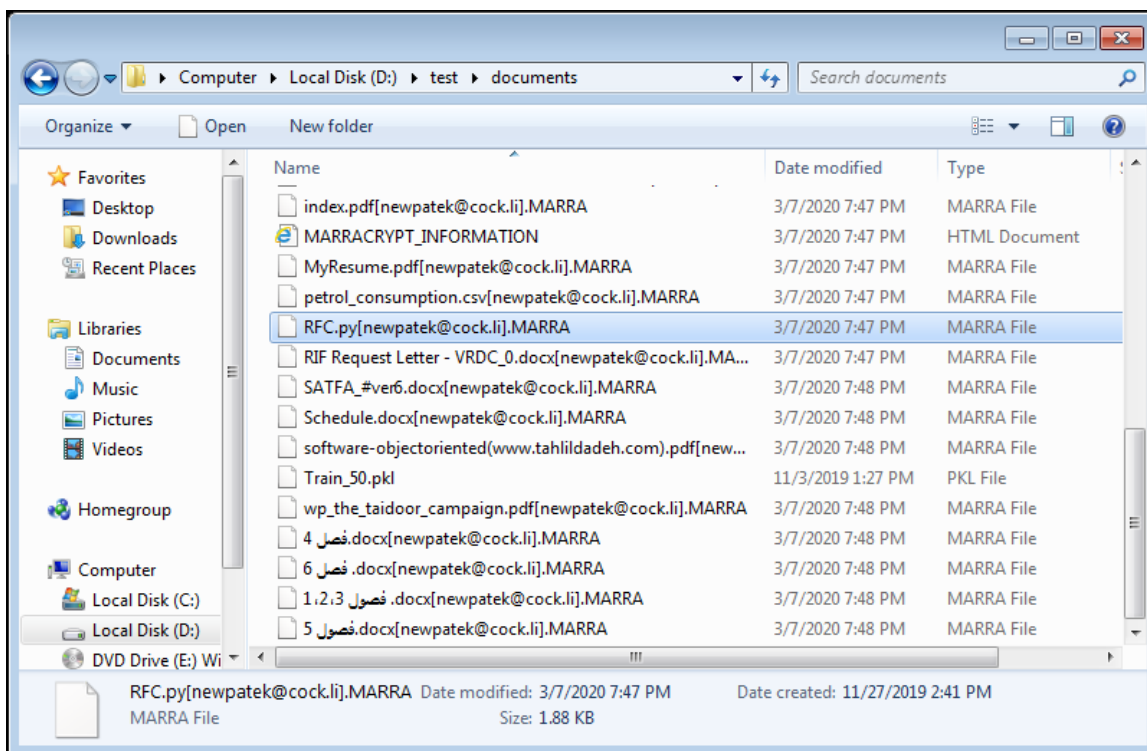 Computer ▸ Local Disk (D:) ▸ test ▸ documents
Search documents
Organize Open New folder
Favorites
Desktop
Downloads
Recent Places
Libraries
Documents
Music
Pictures
Videos
Homegroup
Computer
Local Disk (C:)
Local Disk (D:)
DVD Drive (E:) Wi
Name Date modified Type
index.pdf[newpatek@cock.li].MARRA 3/7/2020 7:47 PM MARRA File
MARRACRYPT_INFORMATION 3/7/2020 7:47 PM HTML Document
MyResume.pdf[newpatek@cock.li].MARRA 3/7/2020 7:47 PM MARRA File
petrol_consumption.csv[newpatek@cock.li].MARRA 3/7/2020 7:47 PM MARRA File
RFC.py[newpatek@cock.li].MARRA 3/7/2020 7:47 PM MARRA File
RIF Request Letter - VRDC_0.docx[newpatek@cock.li].MA... 3/7/2020 7:47 PM MARRA File
SATFA_#ver6.docx[newpatek@cock.li].MARRA 3/7/2020 7:48 PM MARRA File
Schedule.docx[newpatek@cock.li].MARRA 3/7/2020 7:48 PM MARRA File
software-objectoriented(www.tahlildadeh.com).pdf[new... 3/7/2020 7:48 PM MARRA File
Train_50.pkl 11/3/2019 1:27 PM PKL File
wp_the_taidoor_campaign.pdf[newpatek@cock.li].MARRA 3/7/2020 7:48 PM MARRA File
فصل 4.docx[newpatek@cock.li].MARRA 3/7/2020 7:48 PM MARRA File
فصل 6.docx[newpatek@cock.li].MARRA 3/7/2020 7:48 PM MARRA File
فصول 1،2،3.docx[newpatek@cock.li].MARRA 3/7/2020 7:48 PM MARRA File
فصول 5.docx[newpatek@cock.li].MARRA 3/7/2020 7:48 PM MARRA File
RFC.py[newpatek@cock.li].MARRA Date modified: 3/7/2020 7:47 PM Date created: 11/27/2019 2:41 PM
MARRA File Size: 1.88 KB